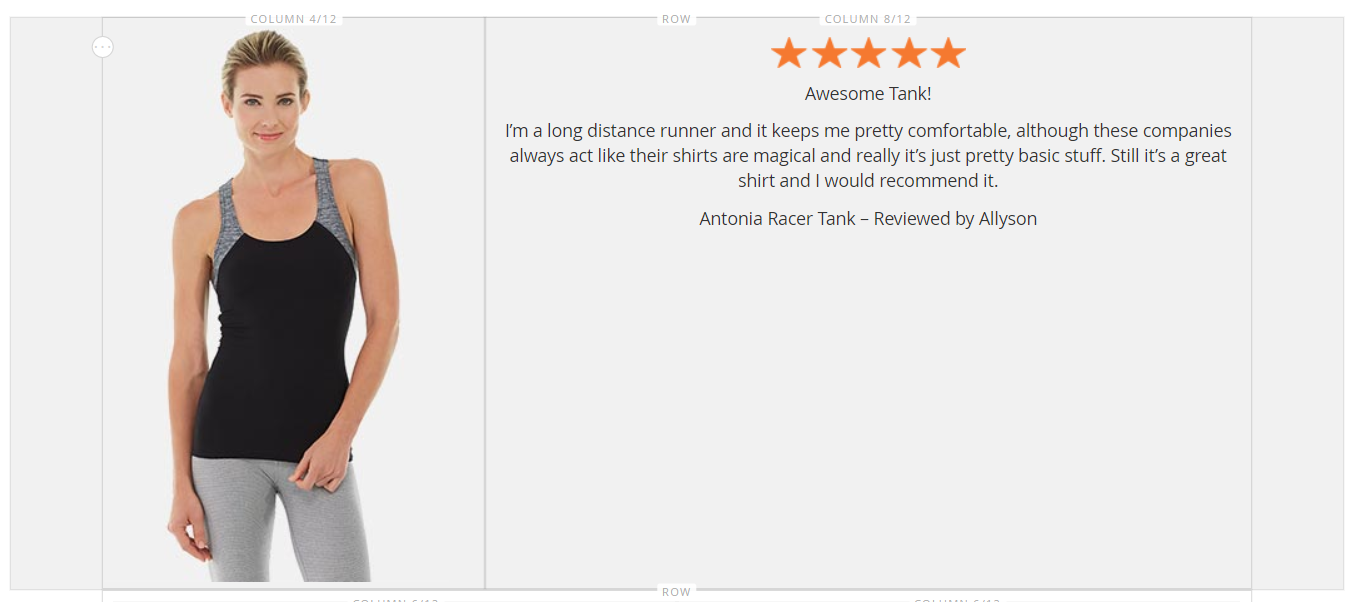 COLUMN 4/12
ROW
COLUMN 8/12
Awesome Tank!
I’m a long distance runner and it keeps me pretty comfortable, although these companies
always act like their shirts are magical and really it’s just pretty basic stuff. Still it’s a great
shirt and I would recommend it.
Antonia Racer Tank – Reviewed by Allyson
ROW